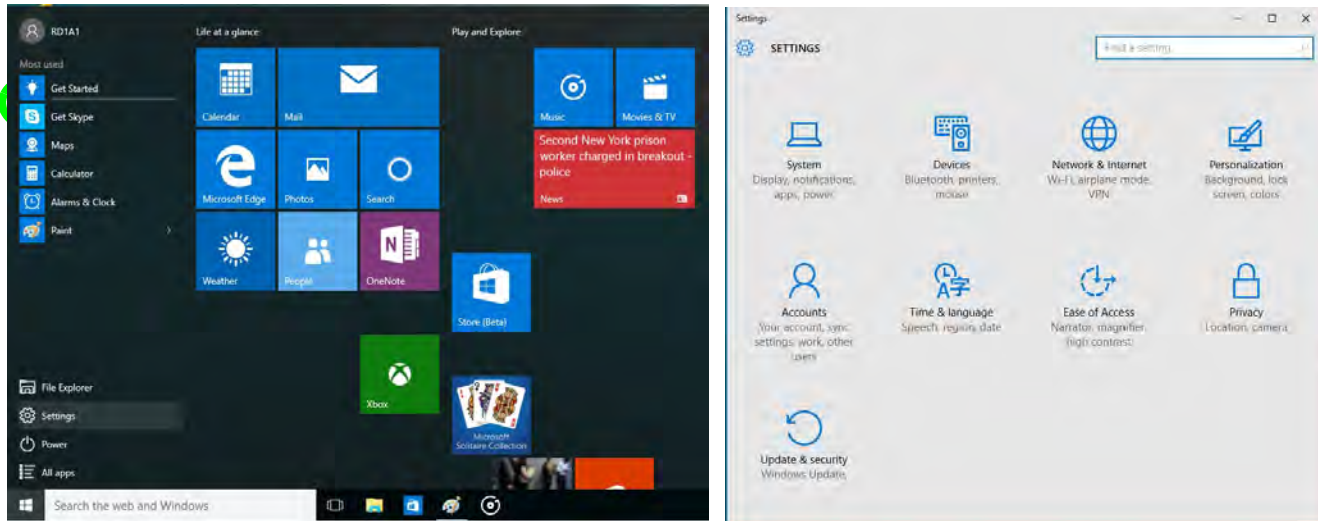 RD1A1
Most used
Get Started
Get Skype
Maps
Calculator
Alarms & Clock
Paint
File Explorer
Settings
Power
All apps
Search the web and Windows
Life at a glance
Calendar
Mail
Microsoft Edge
Photos
Search
Weather
People
OneNote
Xbox
Play and Explore
Music
Movies & TV
Second New York prison
worker charged in breakout -
police
News
Store (Beta)
Microsoft
Solitaire Collection
Settings
SETTINGS
Find a setting
System
Display, notifications,
apps, power
Devices
Bluetooth, printers,
mouse
Network & Internet
Wi-Fi, airplane mode,
VPN
Personalization
Background, lock
screen, colors
Accounts
Your account, sync
settings, work, other
users
Time & language
Speech, region, date
Ease of Access
Narrator, magnifier,
high contrast
Privacy
Location, camera
Update & security
Windows Update,